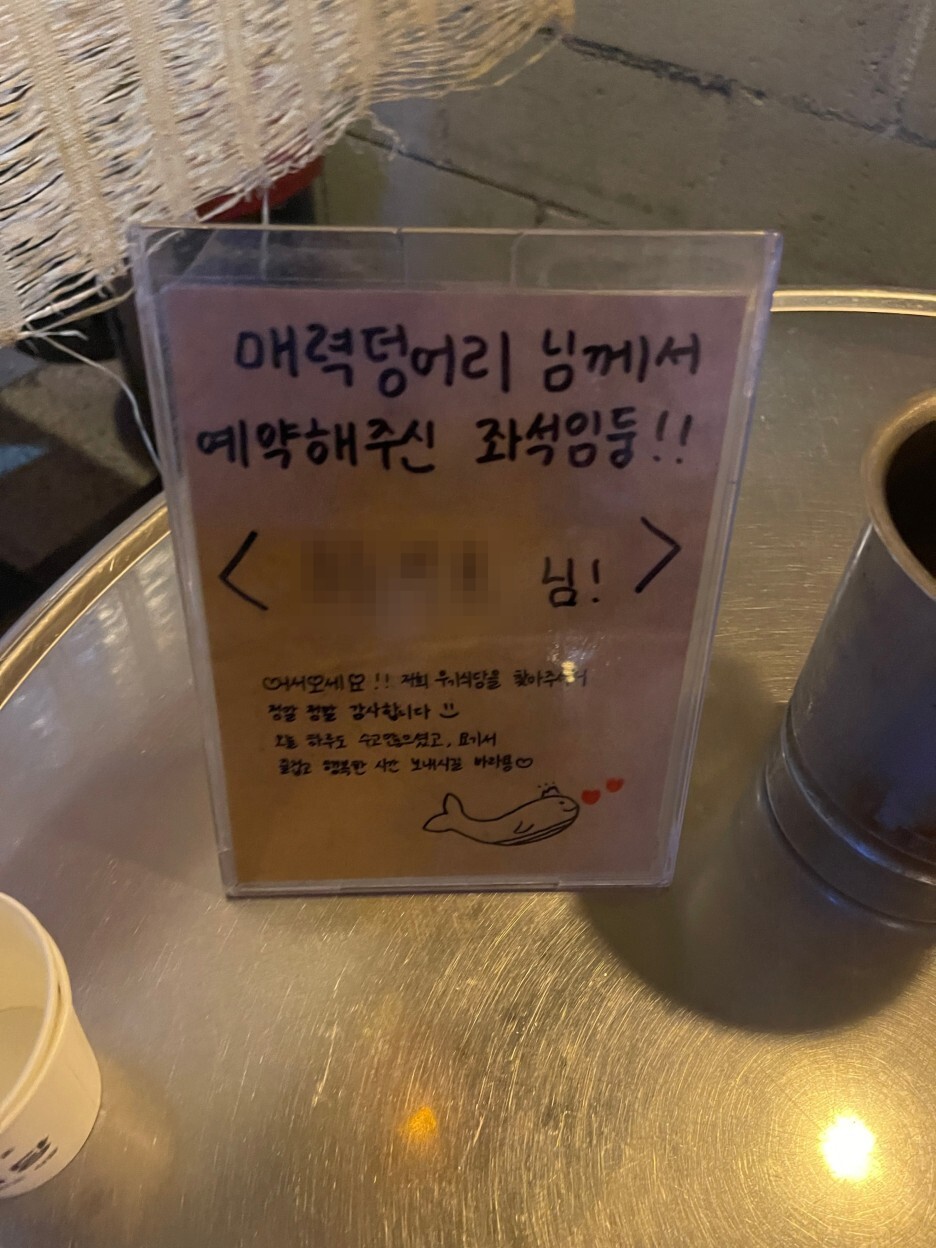 매력덩어리 님께서
예약해주신 좌석임둥!!
< 님! >
어서오세요!! 저희 우기식당을 찾아주셔서
정말 정말 감사합니다
오늘 하루도 수고많으셨고, 요기서
즐겁고 행복한 시간 보내시길 바라용♡